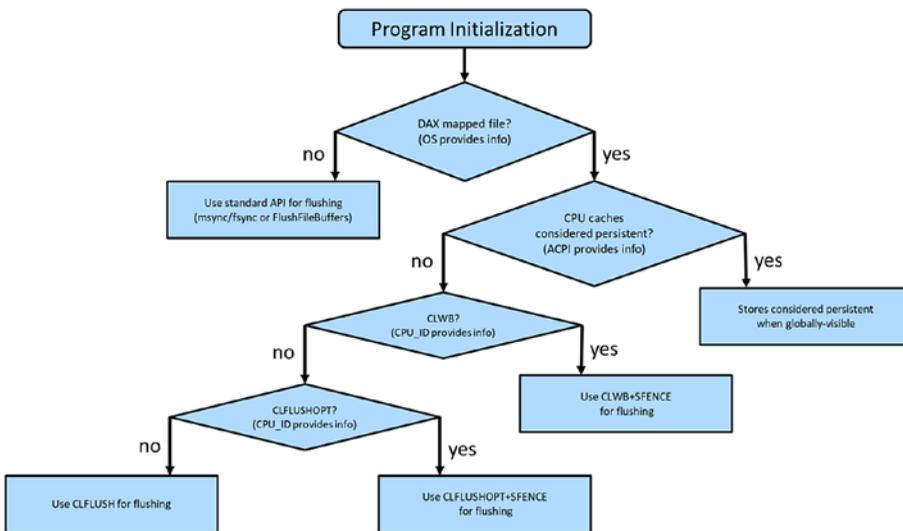 Program Initialization
DAX mapped file?
(OS provides info)
no
yes
Use standard API for flushing
(msync/fsync or FlushFileBuffers)
CPU caches
considered persistent?
(ACPI provides info)
no
yes
Stores considered persistent
when globally-visible
CLWB?
(CPU_ID provides info)
no
yes
Use CLWB+SFENCE
for flushing
CLFLUSHOPT?
(CPU_ID provides info)
no
yes
Use CLFLUSH for flushing
Use CLFLUSHOPT+SFENCE
for flushing